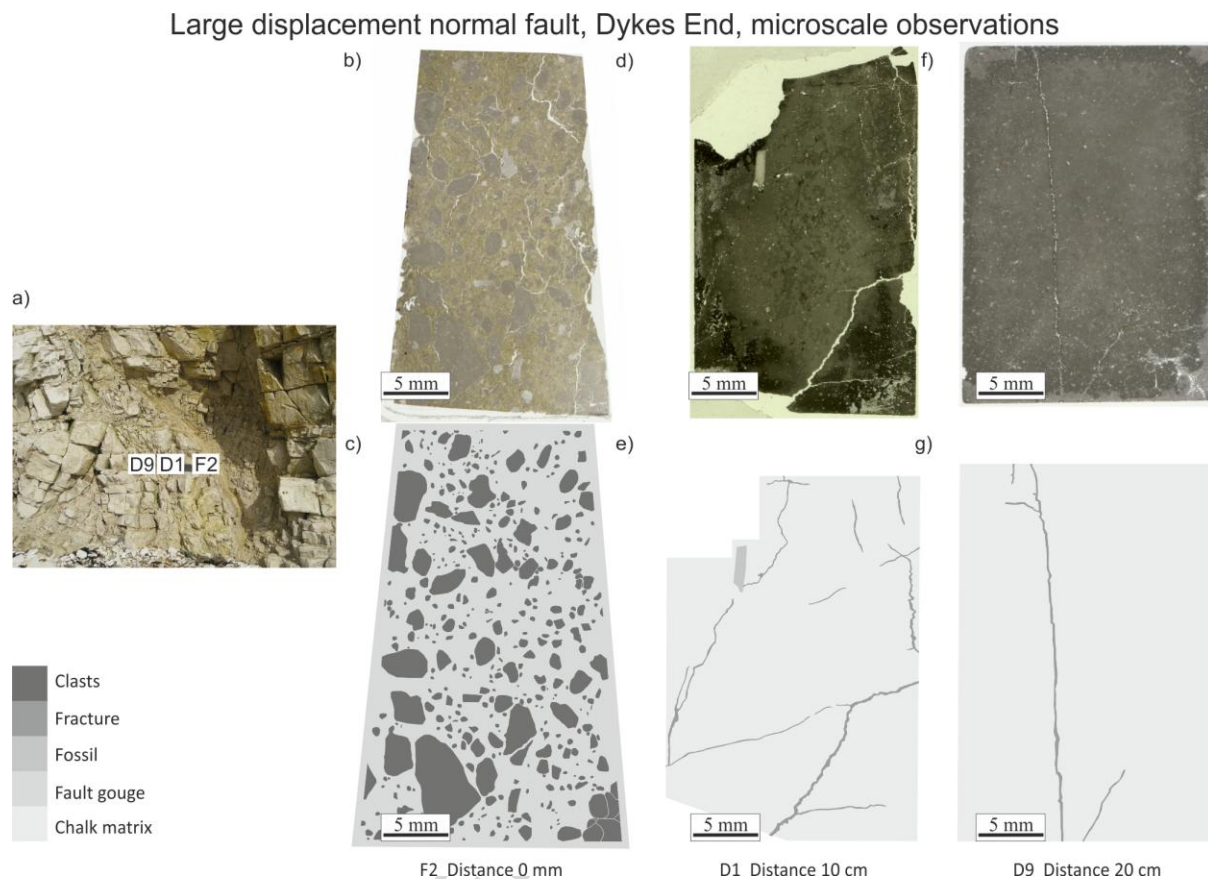 Large displacement normal fault, Dykes End, microscale observations
b)
d)
f)
5 mm
5 mm
5 mm
a)
D9 D1 F2
c)
e)
g)
Clasts
Fracture
Fossil
Fault gouge
Chalk matrix
5 mm
5 mm
5 mm
F2 Distance 0 mm
D1 Distance 10 cm
D9 Distance 20 cm